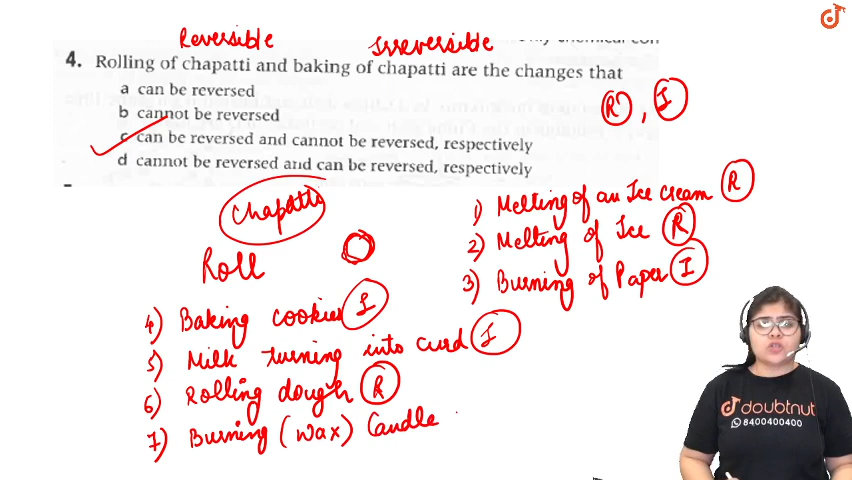 Reversible Irreversible
4. Rolling of chapatti and baking of chapatti are the changes that
a can be reversed
b cannot be reversed
c can be reversed and cannot be reversed, respectively
d cannot be reversed and can be reversed, respectively
R , I
Chapatti
Roll
1) Melting of an Ice cream R
2) Melting of Ice R
3) Burning of Paper I
4) Baking cookies I
5) Milk turning into curd I
6) Rolling dough R
7) Burning (wax) Candle
doubtnut
8400400400